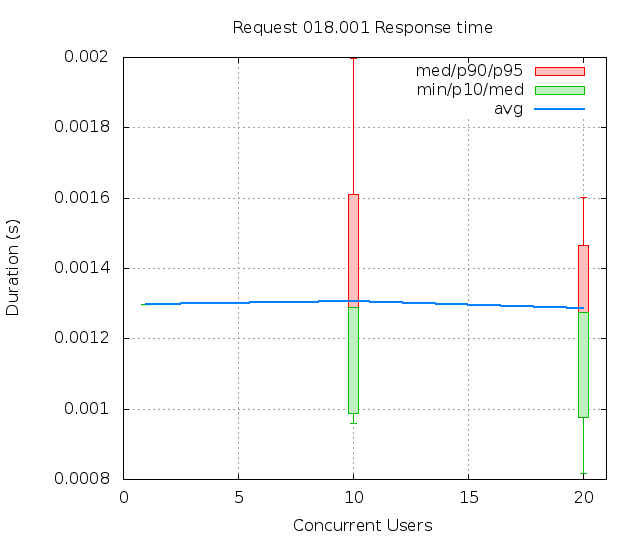 Request 018.001 Response time
0.002
0.0018
0.0016
0.0014
0.0012
0.001
0.0008
Duration (s)
med/p90/p95
min/p10/med
avg
0 5 10 15 20
Concurrent Users